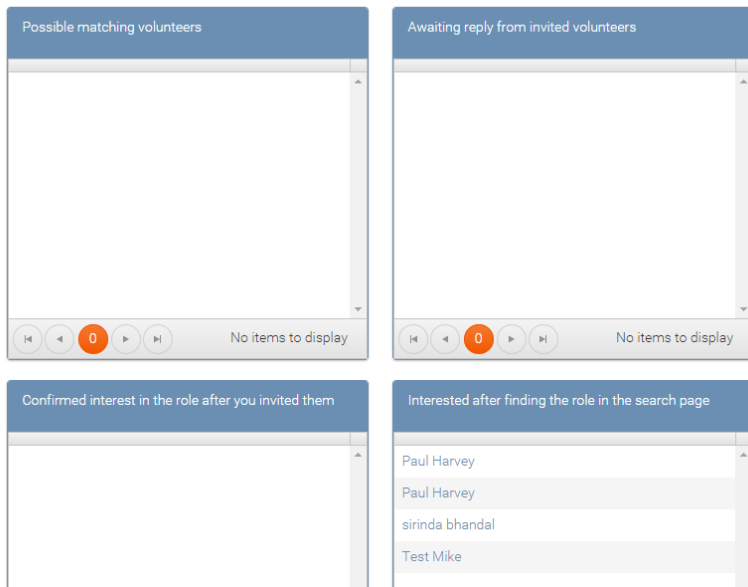 Possible matching volunteers
Awaiting reply from invited volunteers
0
No items to display
0
No items to display
Confirmed interest in the role after you invited them
Interested after finding the role in the search page
Paul Harvey
Paul Harvey
sirinda bhandal
Test Mike